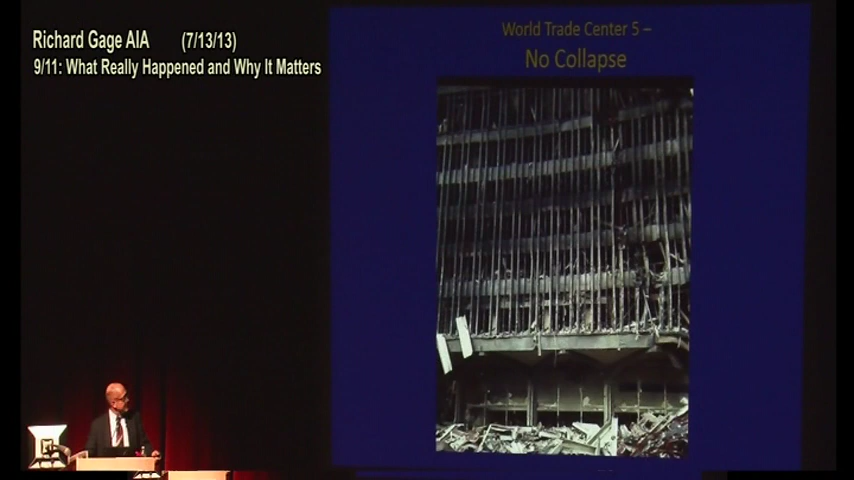 Richard Gage AIA (7/13/13)
9/11: What Really Happened and Why It Matters
World Trade Center 5 –
No Collapse